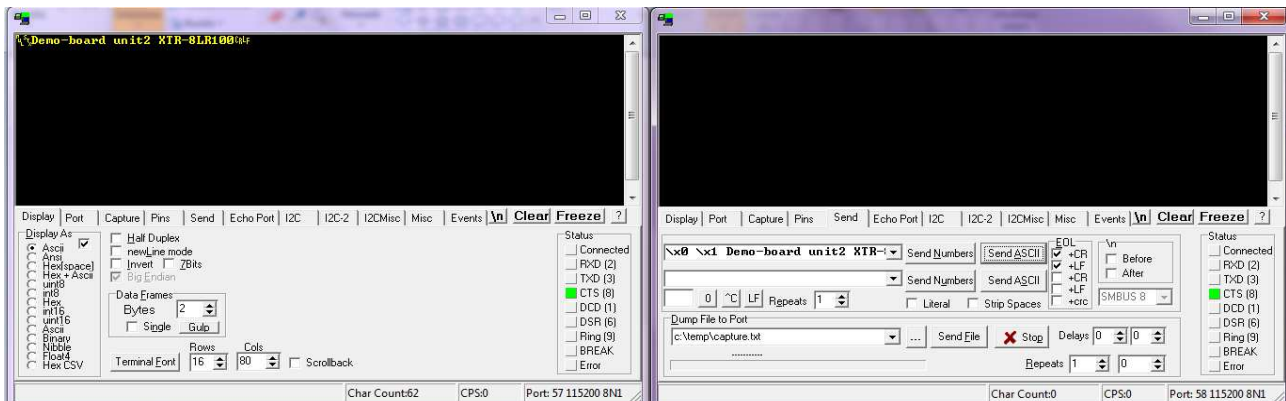 Demo-board unit2 XTR-8LR100
Display Port Capture Pins Send Echo Port I2C I2C-2 I2CMisc Misc Events \n Clear Freeze ?
Display As
Ascii
Ansi
Hex[space]
Hex + Ascii
uint8
int8
Hex
int16
uint16
Ascii
Binary
Nibble
Float4
Hex CSV
Half Duplex
newLine mode
Invert 7Bits
Big Endian
Data Frames
Bytes 2
Single Gulp
Rows Cols
Terminal Font 16 80 Scrollback
Status
Connected
RXD (2)
TXD (3)
CTS (8)
DCD (1)
DSR (6)
Ring (9)
BREAK
Error
Char Count:62 CPS:0 Port: 57 115200 8N1
Display Port Capture Pins Send Echo Port I2C I2C-2 I2CMisc Misc Events \n Clear Freeze ?
\x0 \x1 Demo-board unit2 XTR- Send Numbers Send ASCII
Send Numbers Send ASCII
0 ^C LF Repeats 1 Literal Strip Spaces
EOL
+CR
+LF
+CR
+LF
+crc
\n
Before
After
SMBUS 8
Dump File to Port
c:\temp\capture.txt ... Send File Stop Delays 0 0
Repeats 1 0
Status
Connected
RXD (2)
TXD (3)
CTS (8)
DCD (1)
DSR (6)
Ring (9)
BREAK
Error
Char Count:0 CPS:0 Port: 58 115200 8N1